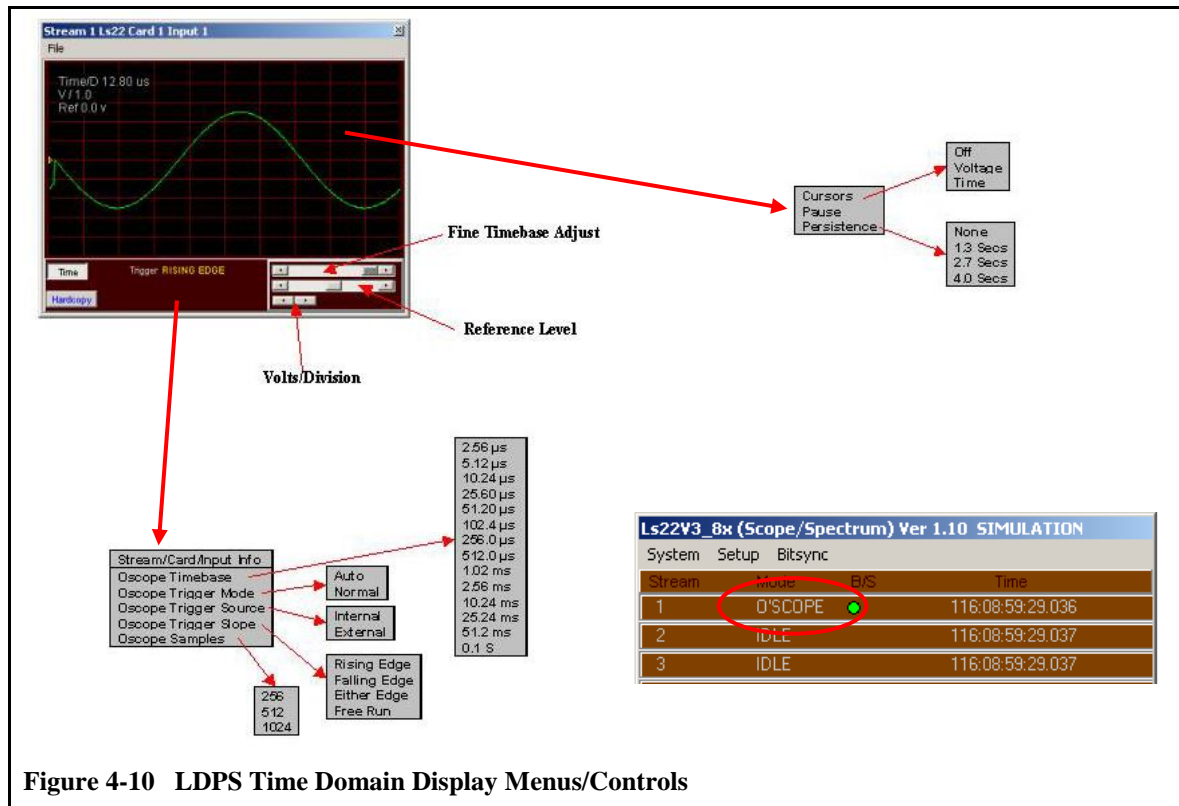 Stream 1 Ls22 Card 1 Input 1
File
Time/D 12.80 us
V/ 1.0
Ref 0.0 v
Time
Trigger RISING EDGE
Hardcopy
Fine Timebase Adjust
Reference Level
Volts/Division
Cursors
Pause
Persistence
Off
Voltage
Time
None
1.3 Secs
2.7 Secs
4.0 Secs
Stream/Card/Input Info
Oscope Timebase
Oscope Trigger Mode
Oscope Trigger Source
Oscope Trigger Slope
Oscope Samples
256
512
1024
Auto
Normal
Internal
External
Rising Edge
Falling Edge
Either Edge
Free Run
2.56 µs
5.12 µs
10.24 µs
25.60 µs
51.20 µs
102.4 µs
256.0 µs
512.0 µs
1.02 ms
2.56 ms
10.24 ms
25.24 ms
51.2 ms
0.1 S
Ls22V3_8x (Scope/Spectrum) Ver 1.10 SIMULATION
System Setup Bitsync
Stream Mode B/S Time
1 O'SCOPE 116:08:59:29.036
2 IDLE 116:08:59:29.037
3 IDLE 116:08:59:29.037
Figure 4-10 LDPS Time Domain Display Menus/Controls